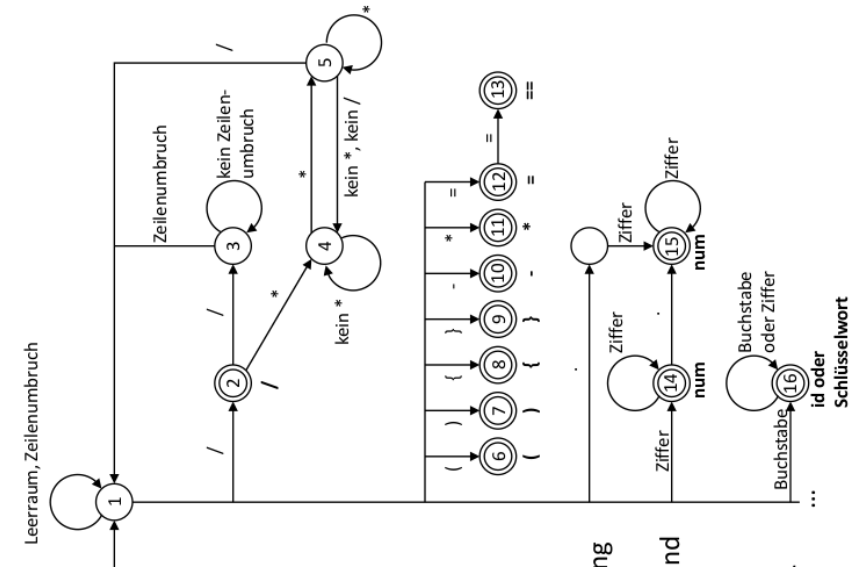 Leerraum, Zeilenumbruch
1
/
2
/
/
3
kein Zeilen-
umbruch
Zeilenumbruch
*
4
kein *
*
kein *, kein /
5
*
/
(
6
(
)
7
)
{
8
{
}
9
}
-
10
-
*
11
*
=
12
=
=
13
==
.
Ziffer
Ziffer
14
num
Ziffer
.
15
num
Ziffer
Buchstabe
16
Buchstabe
oder Ziffer
id oder
Schlüsselwort
...
ng
nd